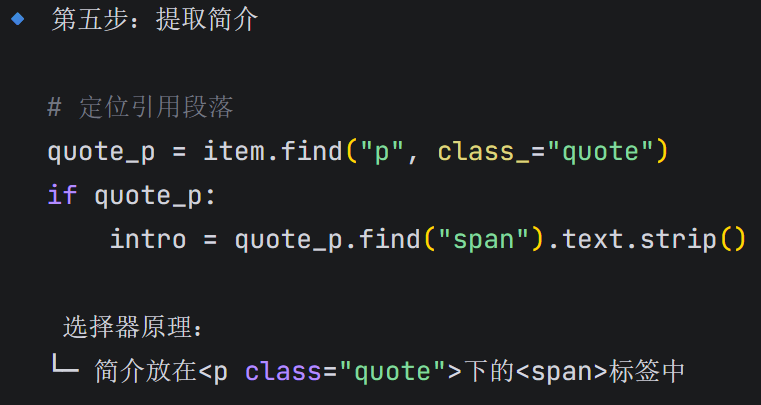 第五步：提取简介
# 定位引用段落
quote_p = item.find("p", class_="quote")
if quote_p:
    intro = quote_p.find("span").text.strip()
选择器原理：
└─ 简介放在<p class="quote">下的<span>标签中